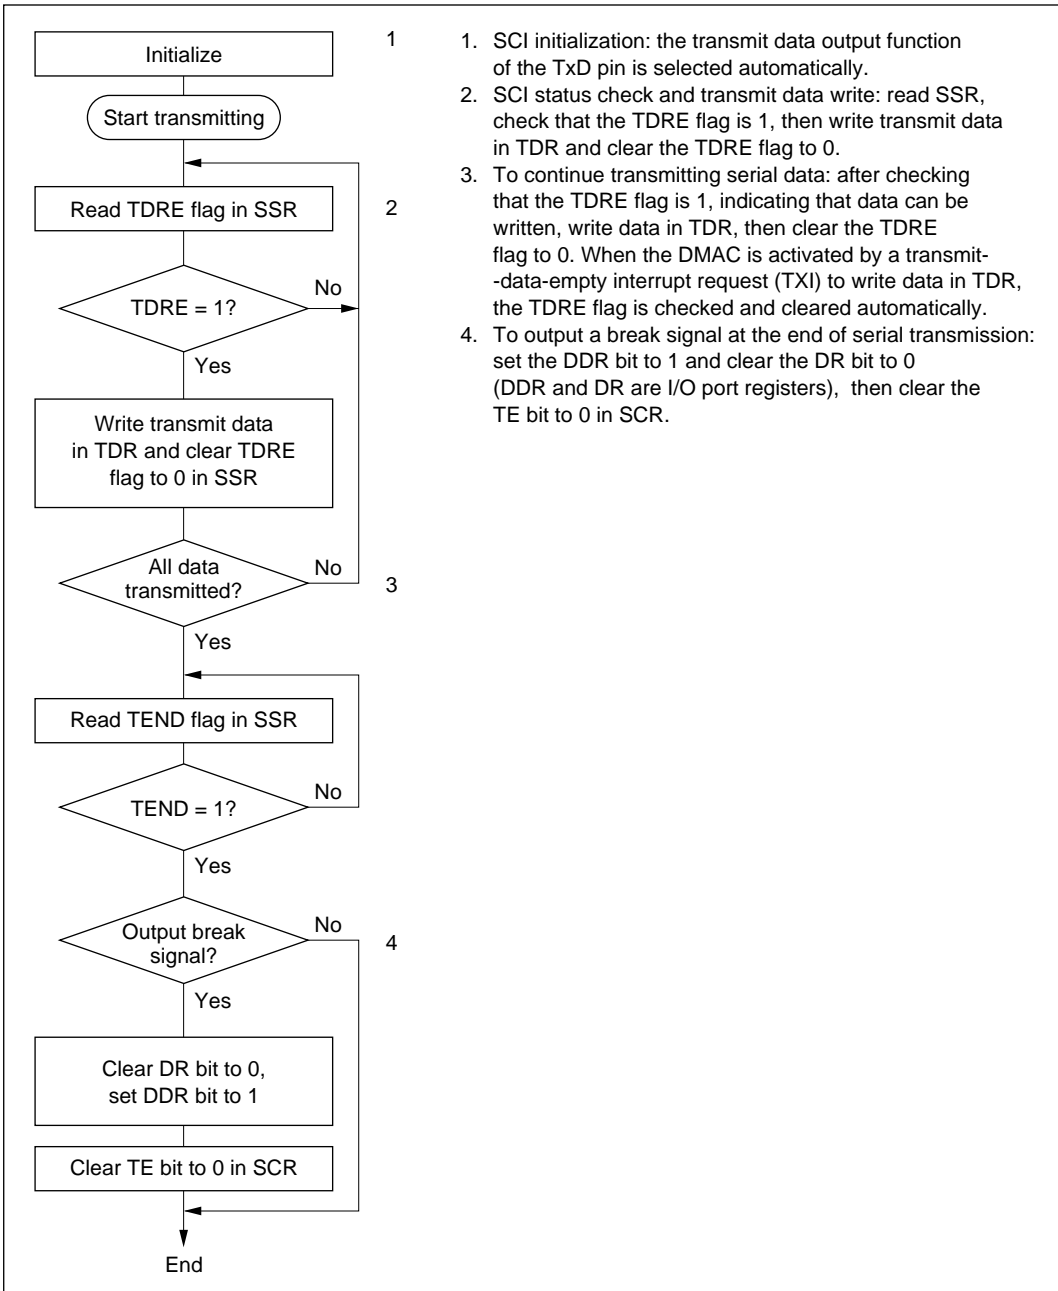 Initialize
1
Start transmitting
Read TDRE flag in SSR
2
TDRE = 1?
No
Yes
Write transmit data
in TDR and clear TDRE
flag to 0 in SSR
All data
transmitted?
No
3
Yes
Read TEND flag in SSR
TEND = 1?
No
Yes
Output break
signal?
No
4
Yes
Clear DR bit to 0,
set DDR bit to 1
Clear TE bit to 0 in SCR
End
1. SCI initialization: the transmit data output function
of the TxD pin is selected automatically.
2. SCI status check and transmit data write: read SSR,
check that the TDRE flag is 1, then write transmit data
in TDR and clear the TDRE flag to 0.
3. To continue transmitting serial data: after checking
that the TDRE flag is 1, indicating that data can be
written, write data in TDR, then clear the TDRE
flag to 0. When the DMAC is activated by a transmit-
-data-empty interrupt request (TXI) to write data in TDR,
the TDRE flag is checked and cleared automatically.
4. To output a break signal at the end of serial transmission:
set the DDR bit to 1 and clear the DR bit to 0
(DDR and DR are I/O port registers), then clear the
TE bit to 0 in SCR.